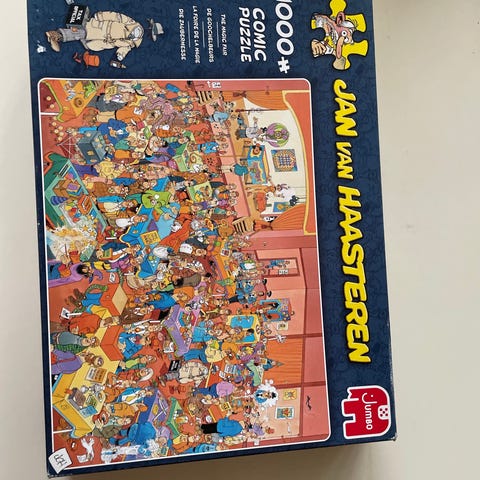 JAN VAN HAASTEREN
1000
COMIC
PUZZLE
THE MAGIC FAIR
DE GOOCHELBEURS
LA FOIRE DE LA MAGIE
DIE ZAUBERMESSE
Jumbo